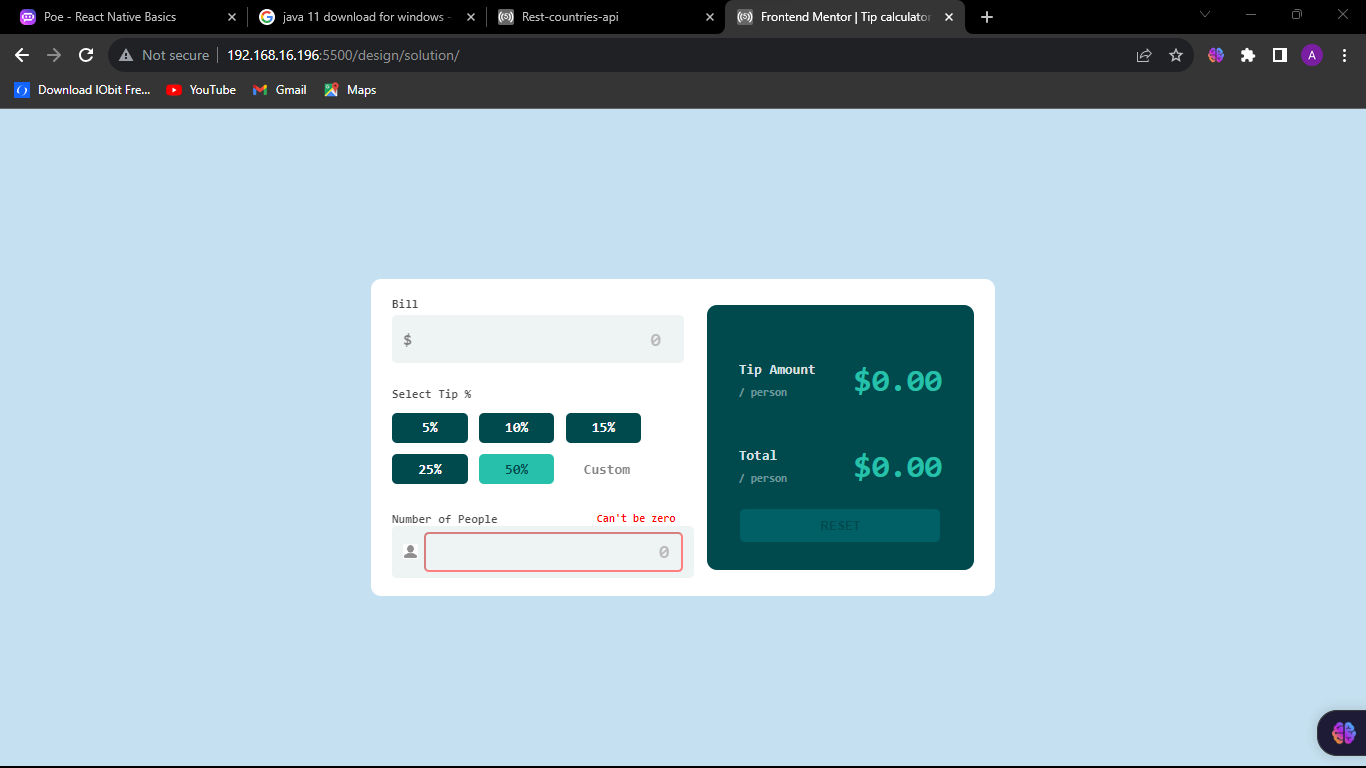 Poe - React Native Basics
java 11 download for windows -
Rest-countries-api
Frontend Mentor | Tip calculator
Not secure
192.168.16.196:5500/design/solution/
A
Download IObit Fre...
YouTube
Gmail
Maps
Bill
$ 0
Select Tip %
5% 10% 15%
25% 50% Custom
Number of People Can't be zero
0
Tip Amount
/ person
$0.00
Total
/ person
$0.00
RESET